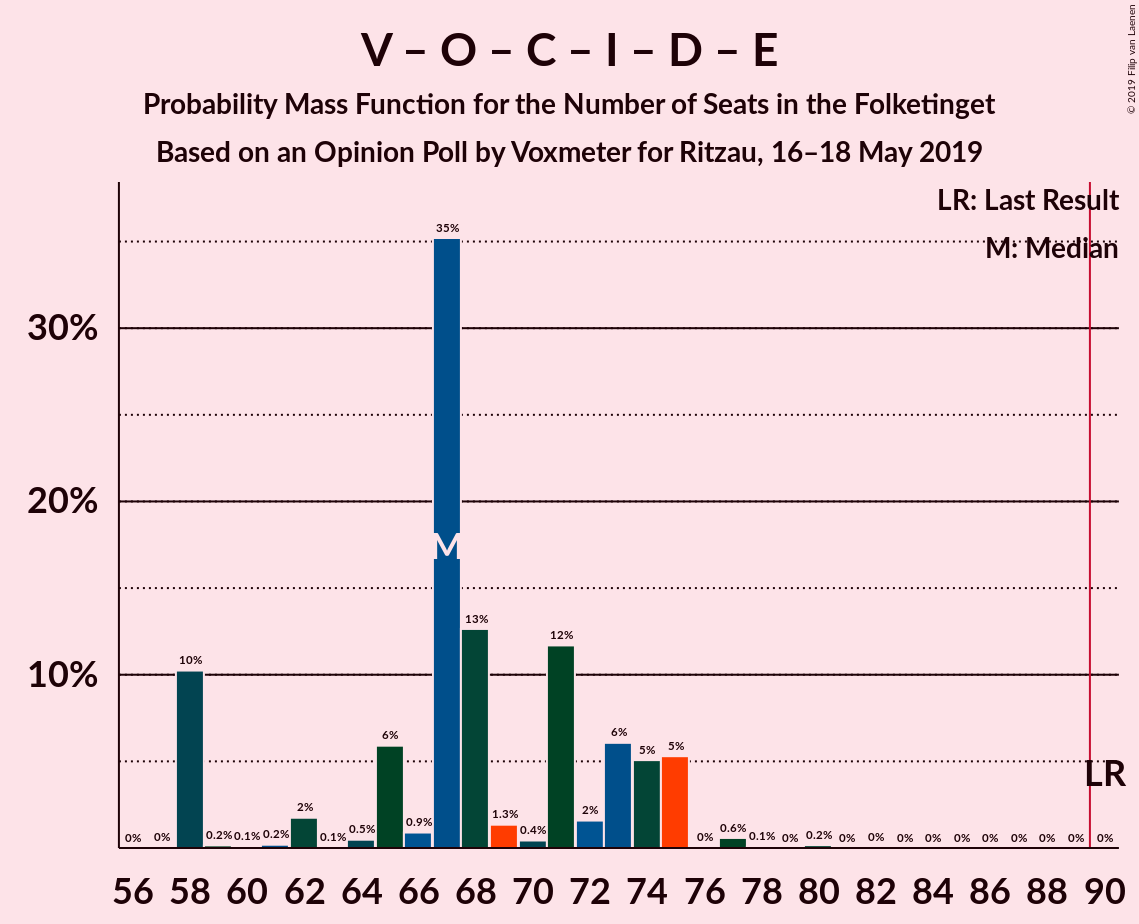 V – O – C – I – D – E
Probability Mass Function for the Number of Seats in the Folketinget
Based on an Opinion Poll by Voxmeter for Ritzau, 16–18 May 2019
© 2019 Filip van Laenen
LR: Last Result
M: Median
30%
20%
10%
0% 0% 10% 0.2% 0.1% 0.2% 2% 0.1% 0.5% 6% 0.9% 35% 13% 1.3% 0.4% 12% 2% 6% 5% 5% 0% 0.6% 0.1% 0% 0.2% 0% 0% 0% 0% 0% 0% 0% 0% 0% 0%
M
LR
56 58 60 62 64 66 68 70 72 74 76 78 80 82 84 86 88 90